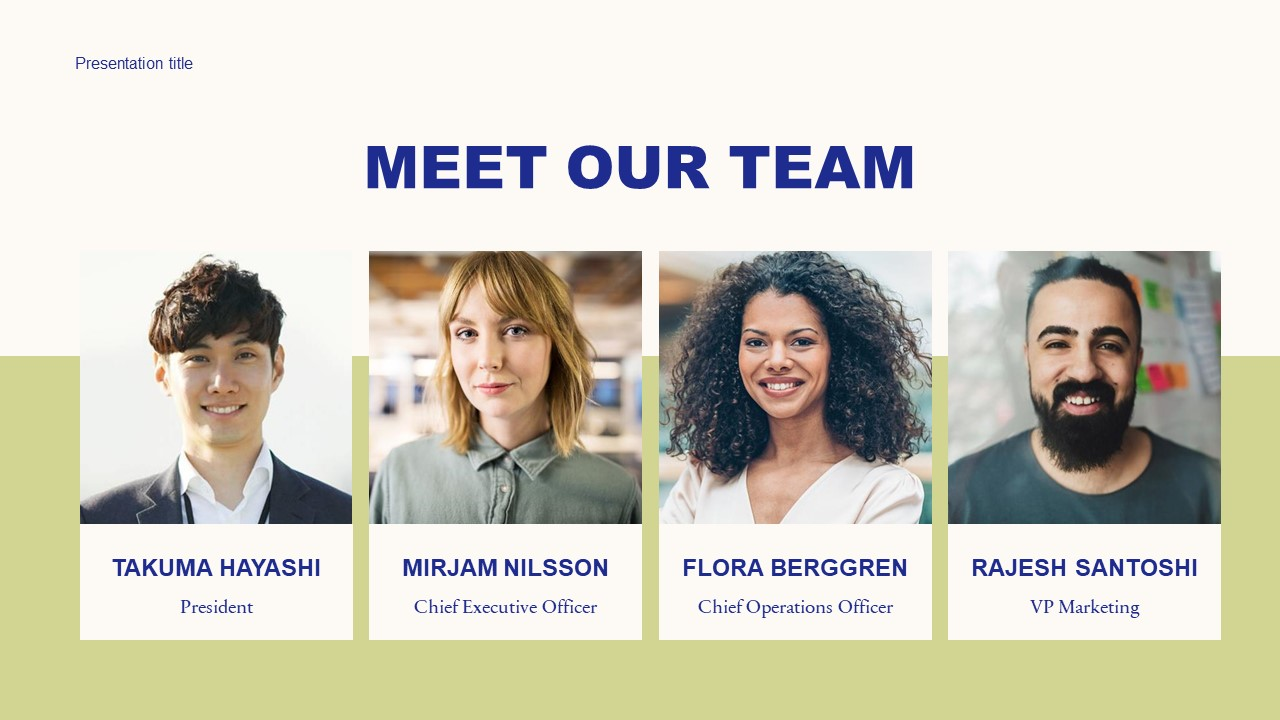 Presentation title
MEET OUR TEAM
TAKUMA HAYASHI
President
MIRJAM NILSSON
Chief Executive Officer
FLORA BERGGREN
Chief Operations Officer
RAJESH SANTOSHI
VP Marketing